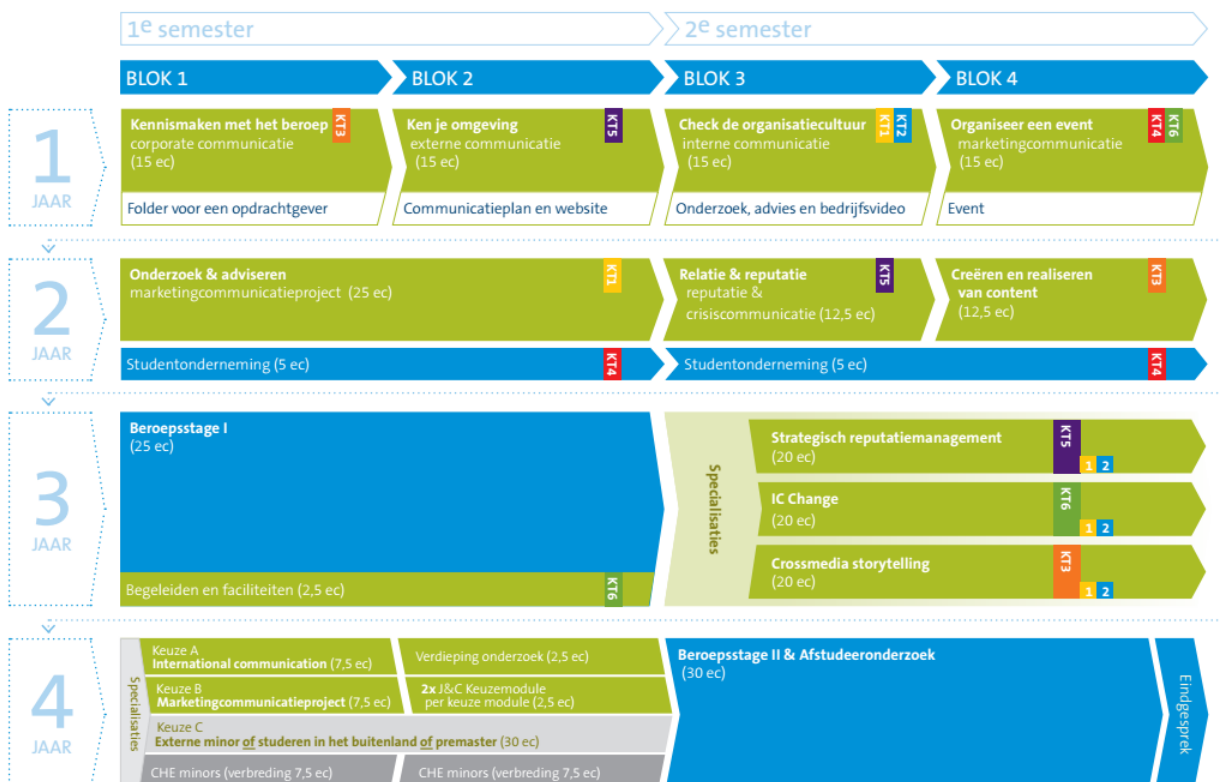 1e semester
2e semester
BLOK 1
BLOK 2
BLOK 3
BLOK 4
1
JAAR
Kennismaken met het beroep
corporate communicatie
(15 ec)
KT3
Folder voor een opdrachtgever
Ken je omgeving
externe communicatie
(15 ec)
KT5
Communicatieplan en website
Check de organisatiecultuur
interne communicatie
(15 ec)
KT1
KT2
Onderzoek, advies en bedrijfsvideo
Organiseer een event
marketingcommunicatie
(15 ec)
KT4
KT6
Event
2
JAAR
Onderzoek & adviseren
marketingcommunicatieproject (25 ec)
KT1
Relatie & reputatie
reputatie &
crisiscommunicatie (12,5 ec)
KT5
Creëren en realiseren
van content
(12,5 ec)
KT3
Studentonderneming (5 ec)
KT4
Studentonderneming (5 ec)
KT4
3
JAAR
Beroepsstage I
(25 ec)
Begeleiden en faciliteiten (2,5 ec)
KT6
Specialisaties
Strategisch reputatiemanagement
(20 ec)
KT5
1 2
IC Change
(20 ec)
KT6
1 2
Crossmedia storytelling
(20 ec)
KT3
1 2
4
JAAR
Specialisaties
Keuze A
International communication (7,5 ec)
Verdieping onderzoek (2,5 ec)
Keuze B
Marketingcommunicatieproject (7,5 ec)
2x J&C Keuzemodule
per keuze module (2,5 ec)
Keuze C
Externe minor of studeren in het buitenland of premaster (30 ec)
CHE minors (verbreding 7,5 ec)
CHE minors (verbreding 7,5 ec)
Beroepsstage II & Afstudeeronderzoek
(30 ec)
Eindgesprek